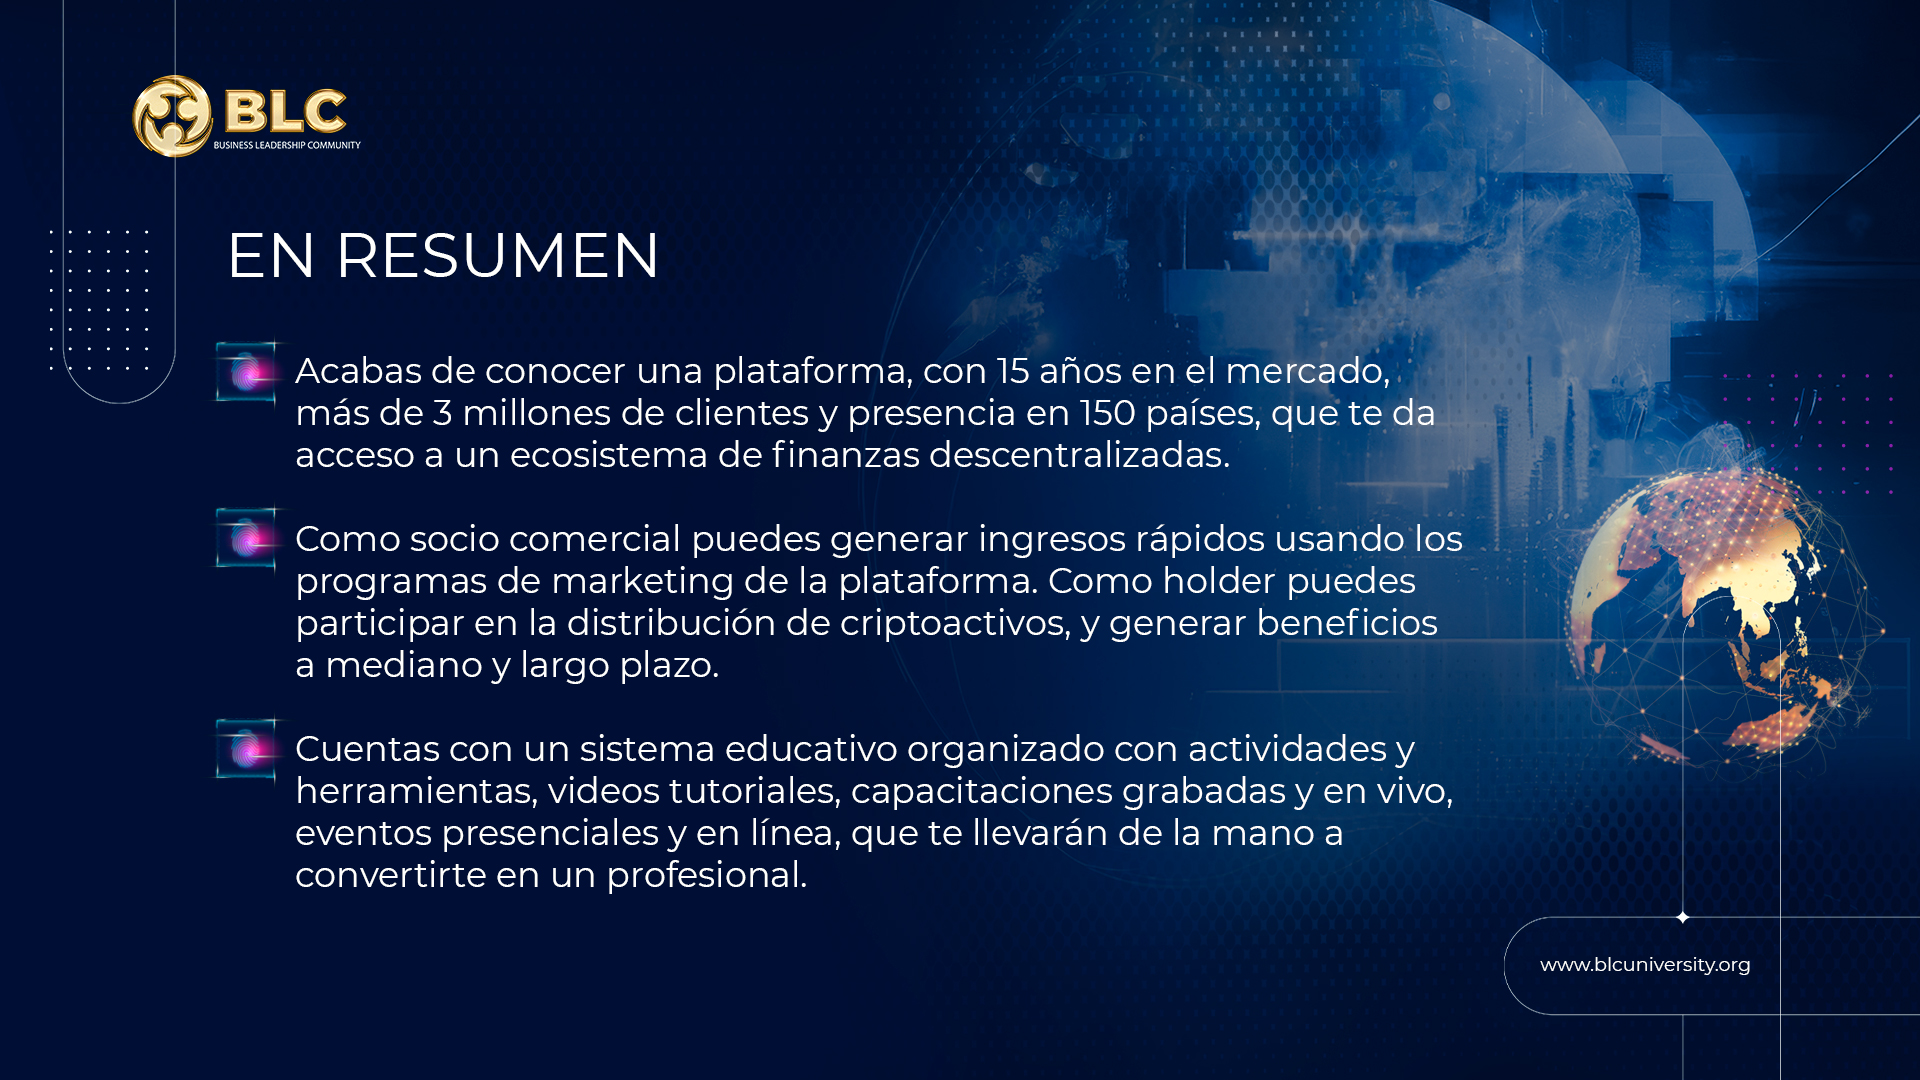 BLC
BUSINESS LEADERSHIP COMMUNITY
EN RESUMEN
Acabas de conocer una plataforma, con 15 años en el mercado,
más de 3 millones de clientes y presencia en 150 países, que te da
acceso a un ecosistema de finanzas descentralizadas.
Como socio comercial puedes generar ingresos rápidos usando los
programas de marketing de la plataforma. Como holder puedes
participar en la distribución de criptoactivos, y generar beneficios
a mediano y largo plazo.
Cuentas con un sistema educativo organizado con actividades y
herramientas, videos tutoriales, capacitaciones grabadas y en vivo,
eventos presenciales y en línea, que te llevarán de la mano a
convertirte en un profesional.
www.blcuniversity.org